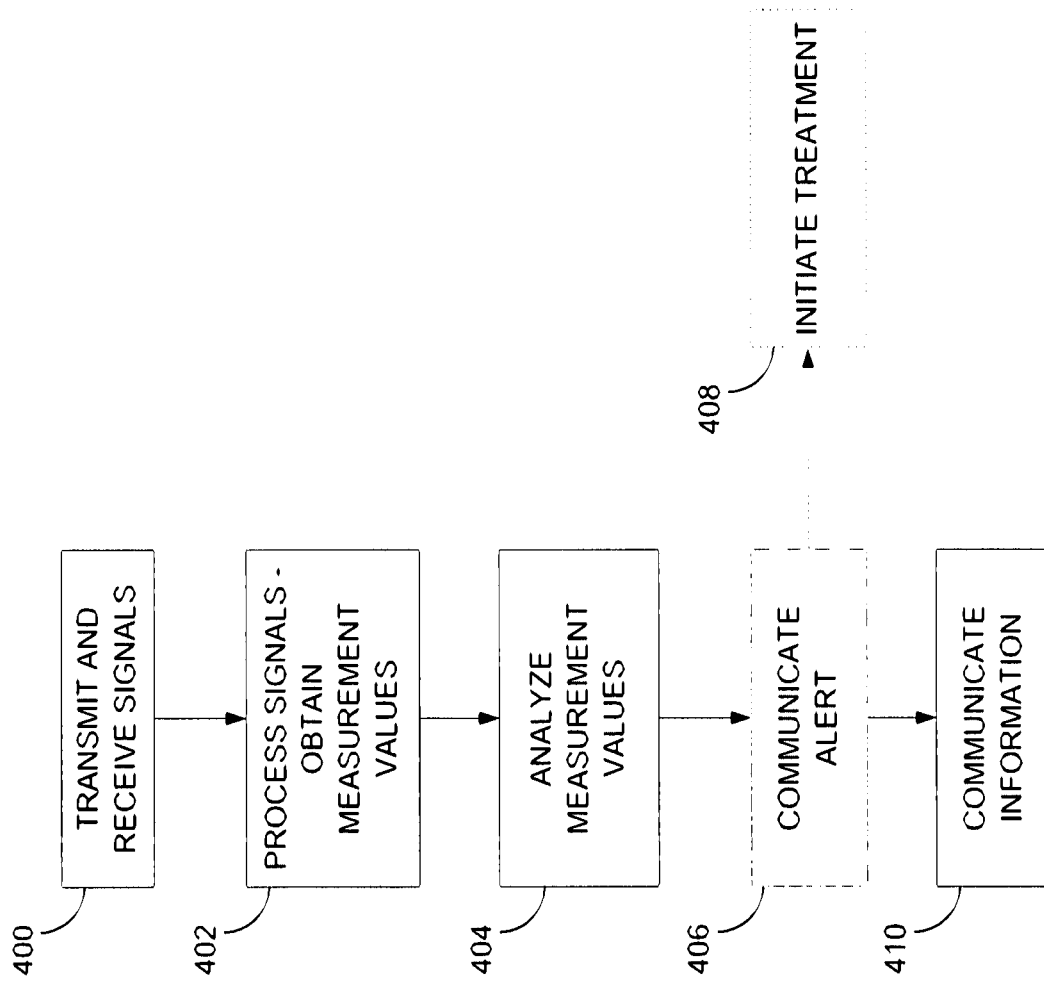 400
TRANSMIT AND
RECEIVE SIGNALS
402
PROCESS SIGNALS -
OBTAIN
MEASUREMENT
VALUES
404
ANALYZE
MEASUREMENT
VALUES
406
COMMUNICATE
ALERT
408
INITIATE TREATMENT
410
COMMUNICATE
INFORMATION